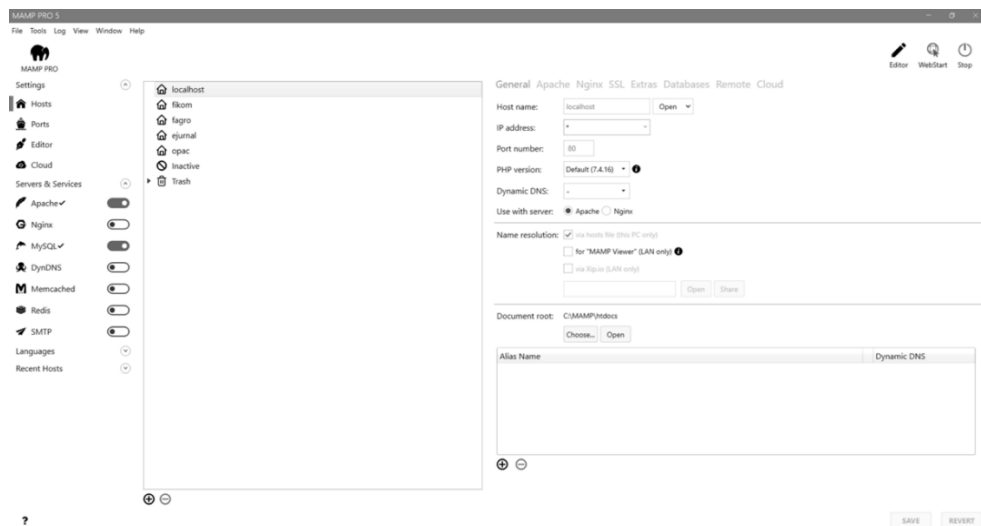 MAMP PRO 5
File Tools Log View Window Help
MAMP PRO
Editor WebStart Stop
Settings
Hosts
Ports
Editor
Cloud
Servers & Services
Apache✓
Nginx
MySQL✓
DynDNS
Memcached
Redis
SMTP
Languages
Recent Hosts
localhost
fikom
fagro
ejurnal
opac
Inactive
Trash
General Apache Nginx SSL Extras Databases Remote Cloud
Host name: localhost Open
IP address: *
Port number: 80
PHP version: Default (7.4.16)
Dynamic DNS: -
Use with server: Apache Nginx
Name resolution: via hosts file (this PC only)
for "MAMP Viewer" (LAN only)
via Xip.io (LAN only)
Open Share
Document root: C:\MAMP\htdocs
Choose... Open
Alias Name Dynamic DNS
?
SAVE REVERT